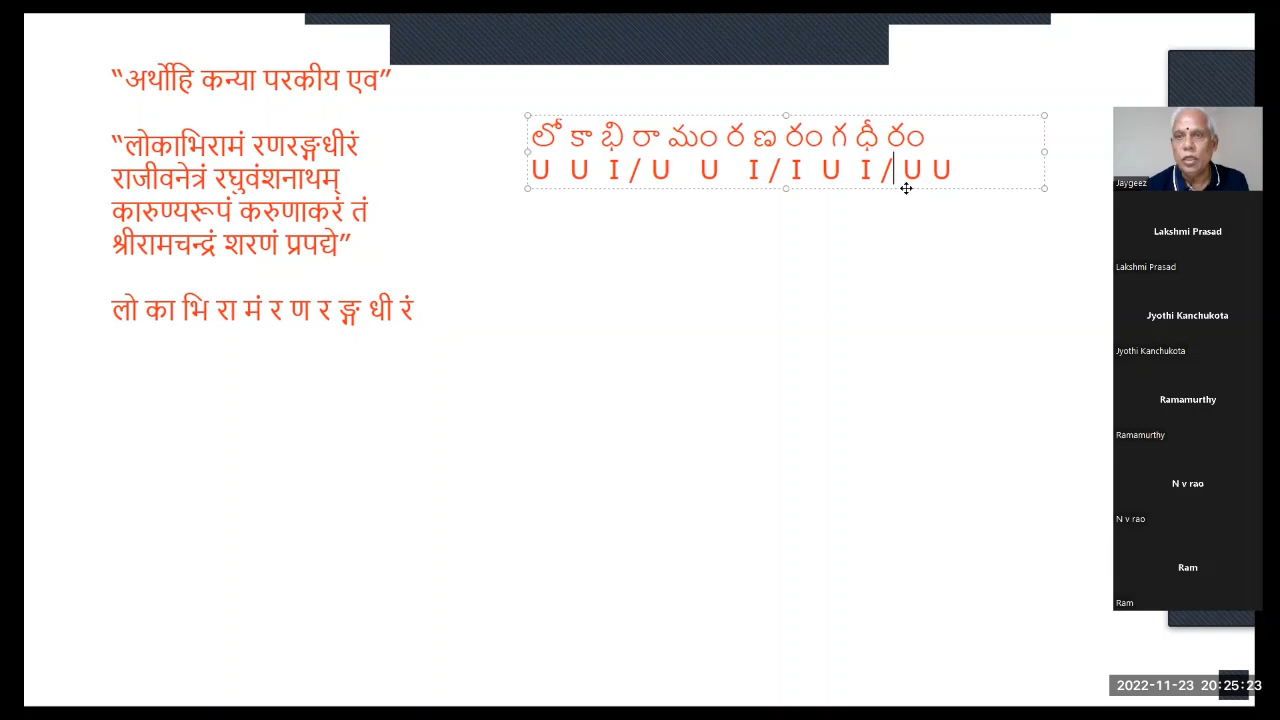 “अर्थोहि कन्या परकीय एव”
“लोकाभिरामं रणरङ्गधीरं
राजीवनेत्रं रघुवंशनाथम्
कारुण्यरूपं करुणाकरं तं
श्रीरामचन्द्रं शरणं प्रपद्ये”
लो का भि रा मं र ण र ङ्ग धी रं
లో కా భి రా మం ర ణ రం గ ధీ రం
U U I / U U I / I U I / U U
Jaygeez
Lakshmi Prasad
Lakshmi Prasad
Jyothi Kanchukota
Jyothi Kanchukota
Ramamurthy
Ramamurthy
N v rao
N v rao
Ram
Ram
2022-11-23 20:25:23